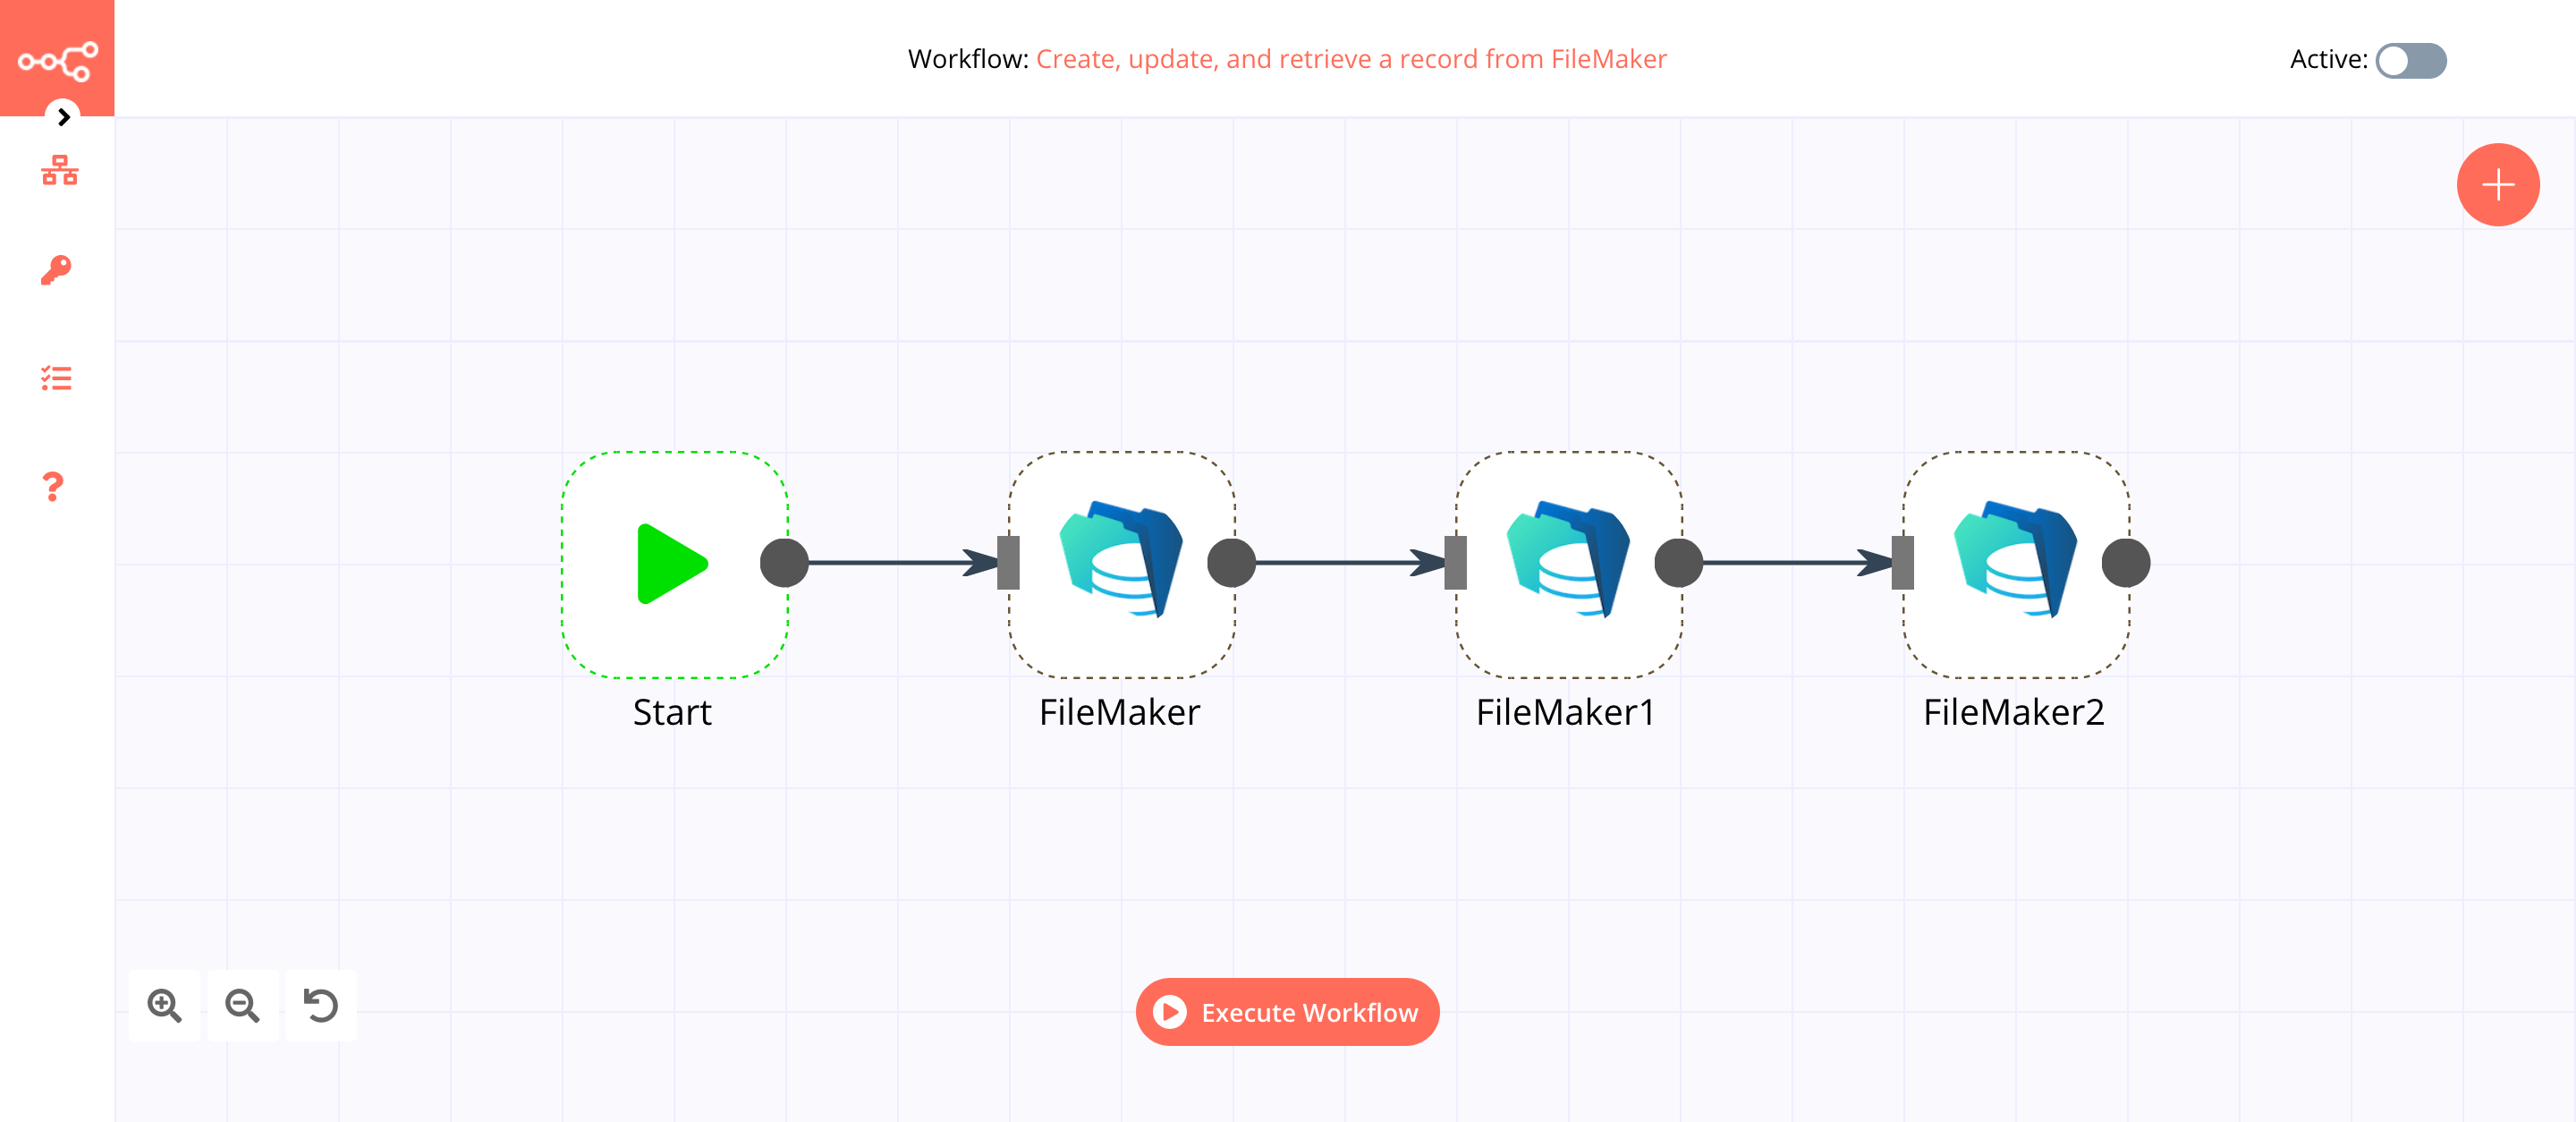 Workflow: Create, update, and retrieve a record from FileMaker
Active:
Start
FileMaker
FileMaker1
FileMaker2
Execute Workflow